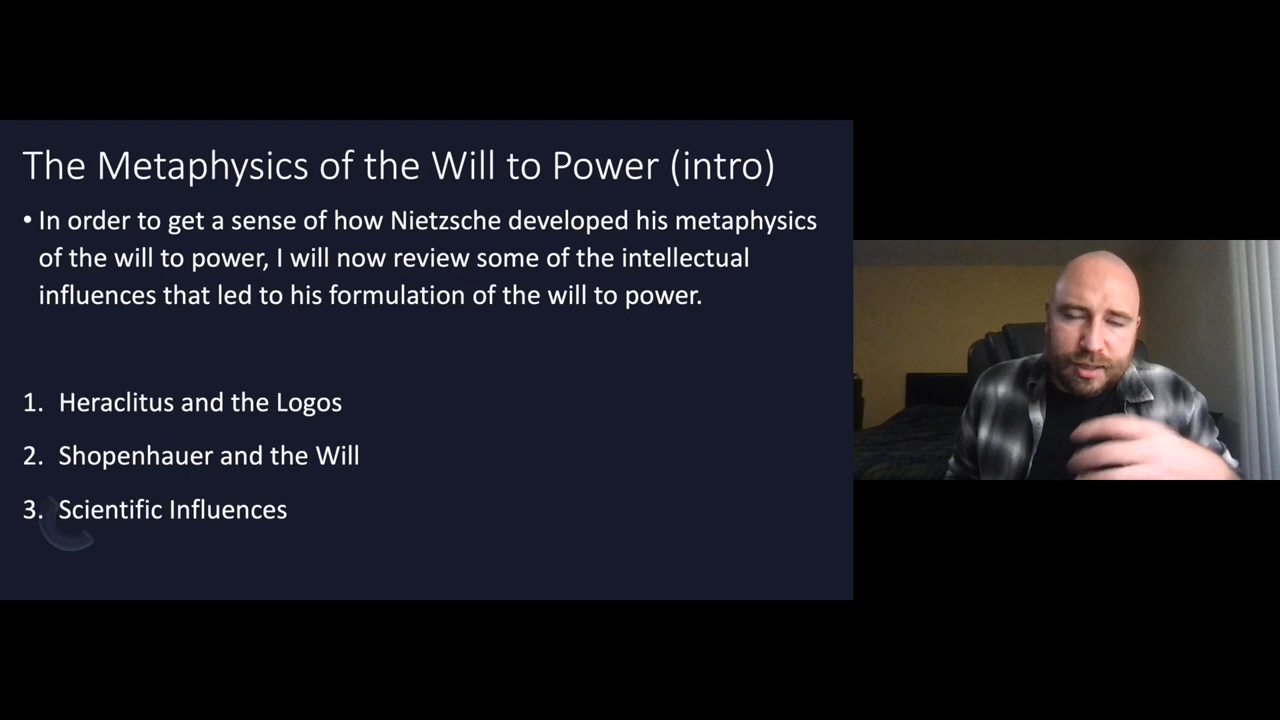 The Metaphysics of the Will to Power (intro)
• In order to get a sense of how Nietzsche developed his metaphysics
of the will to power, I will now review some of the intellectual
influences that led to his formulation of the will to power.
1. Heraclitus and the Logos
2. Shopenhauer and the Will
3. Scientific Influences